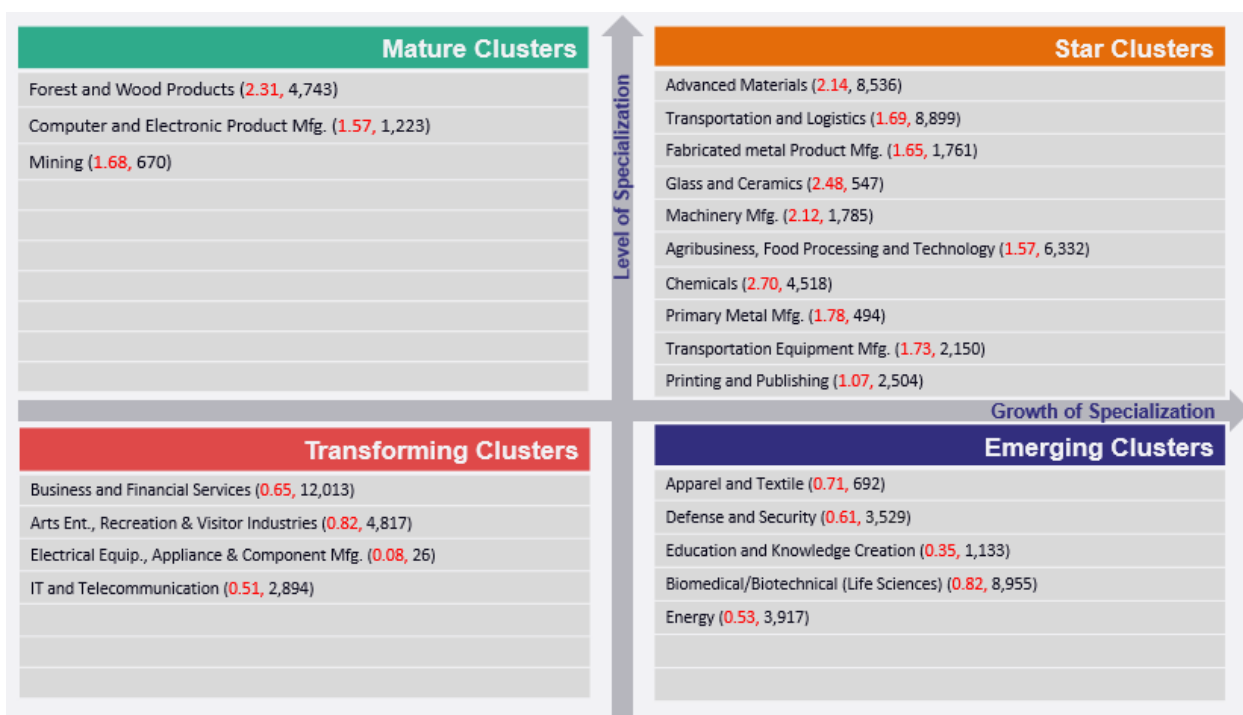 Mature Clusters
Forest and Wood Products (2.31, 4,743)
Computer and Electronic Product Mfg. (1.57, 1,223)
Mining (1.68, 670)
Level of Specialization
Star Clusters
Advanced Materials (2.14, 8,536)
Transportation and Logistics (1.69, 8,899)
Fabricated metal Product Mfg. (1.65, 1,761)
Glass and Ceramics (2.48, 547)
Machinery Mfg. (2.12, 1,785)
Agribusiness, Food Processing and Technology (1.57, 6,332)
Chemicals (2.70, 4,518)
Primary Metal Mfg. (1.78, 494)
Transportation Equipment Mfg. (1.73, 2,150)
Printing and Publishing (1.07, 2,504)
Growth of Specialization
Transforming Clusters
Business and Financial Services (0.65, 12,013)
Arts Ent., Recreation & Visitor Industries (0.82, 4,817)
Electrical Equip., Appliance & Component Mfg. (0.08, 26)
IT and Telecommunication (0.51, 2,894)
Emerging Clusters
Apparel and Textile (0.71, 692)
Defense and Security (0.61, 3,529)
Education and Knowledge Creation (0.35, 1,133)
Biomedical/Biotechnical (Life Sciences) (0.82, 8,955)
Energy (0.53, 3,917)